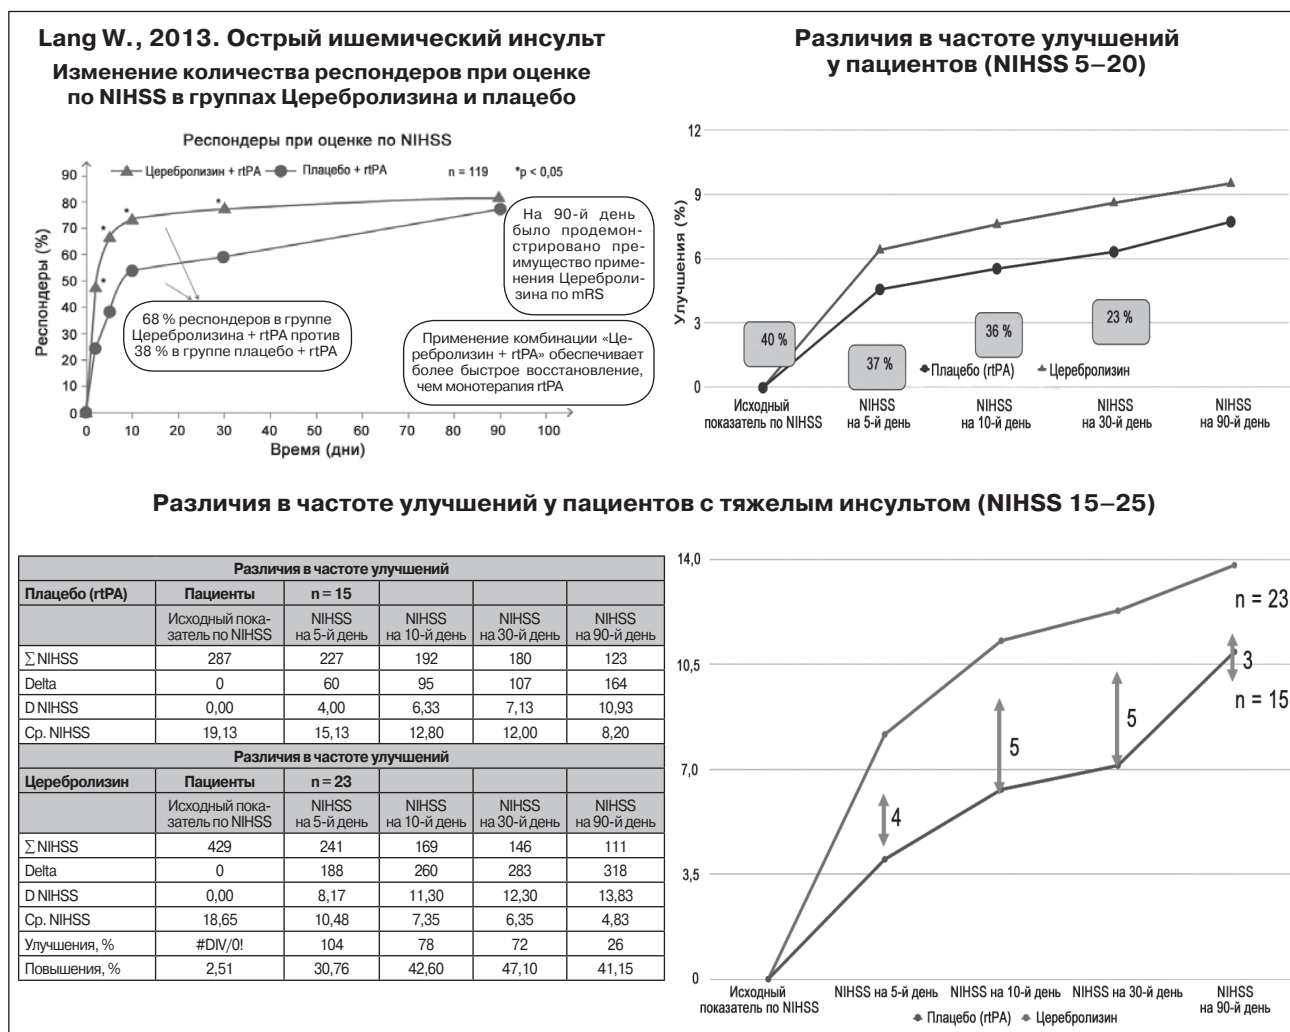 Lang W., 2013. Острый ишемический инсульт
Изменение количества респондеров при оценке
по NIHSS в группах Церебролизина и плацебо
Респондеры при оценке по NIHSS
Церебролизин + rtPA
Плацебо + rtPA
n = 119
*p < 0,05
Респондеры (%)
90
80
70
60
50
40
30
20
10
0
*
*
*
*
На 90-й день
было продемон-
стрировано пре-
имущество приме-
нения Церебролизи-
зина по mRS
68 % респондеров в группе
Церебролизина + rtPA против
38 % в группе плацебо + rtPA
Применение комбинации «Це-
ребролизин + rtPA» обеспечивает
более быстрое восстановление,
чем монотерапия rtPA
0 10 20 30 40 50 60 70 80 90 100
Время (дни)
Различия в частоте улучшений
у пациентов (NIHSS 5–20)
Улучшения (%)
12
9
6
3
0
40 %
37 %
36 %
23 %
Плацебо (rtPA)
Церебролизин
Исходный
показатель по NIHSS
NIHSS
на 5-й день
NIHSS
на 10-й день
NIHSS
на 30-й день
NIHSS
на 90-й день
Различия в частоте улучшений у пациентов с тяжелым инсультом (NIHSS 15–25)
Различия в частоте улучшений
Плацебо (rtPA) Пациенты n = 15
Исходный пока- NIHSS NIHSS NIHSS NIHSS
затель по NIHSS на 5-й день на 10-й день на 30-й день на 90-й день
∑ NIHSS 287 227 192 180 123
Delta 0 60 95 107 164
D NIHSS 0,00 4,00 6,33 7,13 10,93
Ср. NIHSS 19,13 15,13 12,80 12,00 8,20
Различия в частоте улучшений
Церебролизин Пациенты n = 23
Исходный пока- NIHSS NIHSS NIHSS NIHSS
затель по NIHSS на 5-й день на 10-й день на 30-й день на 90-й день
∑ NIHSS 429 241 169 146 111
Delta 0 188 260 283 318
D NIHSS 0,00 8,17 11,30 12,30 13,83
Ср. NIHSS 18,65 10,48 7,35 6,35 4,83
Улучшения, % #DIV/0! 104 78 72 26
Повышения, % 2,51 30,76 42,60 47,10 41,15
14,0
10,5
7,0
3,5
0
4
5
5
3
n = 23
n = 15
Исходный
показатель по NIHSS
NIHSS на 5-й день
NIHSS на 10-й день
NIHSS на 30-й день
NIHSS
на 90-й день
Плацебо (rtPA)
Церебролизин